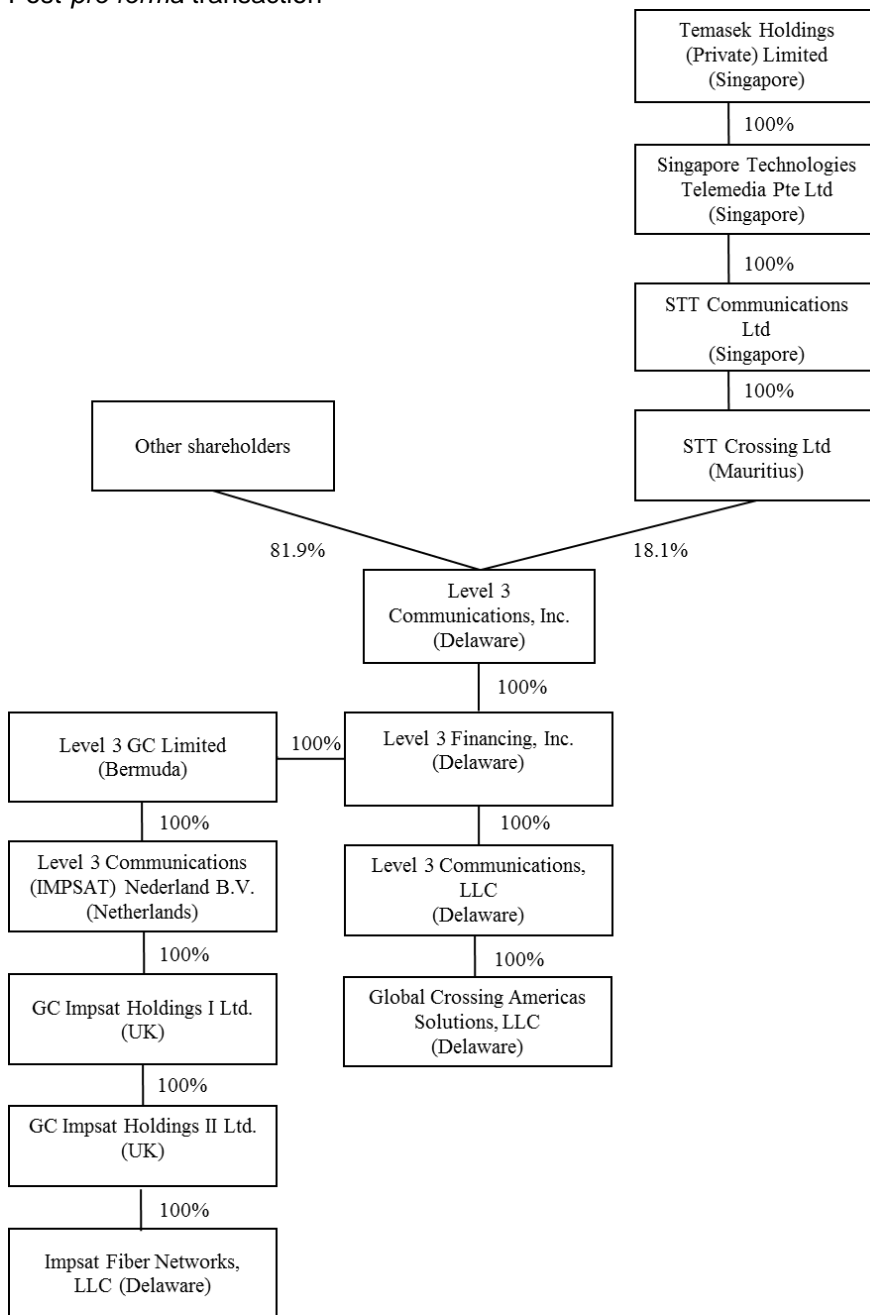 Post-pro forma transaction
Temasek Holdings
(Private) Limited
(Singapore)
100%
Singapore Technologies
Telemedia Pte Ltd
(Singapore)
100%
STT Communications
Ltd
(Singapore)
100%
Other shareholders
STT Crossing Ltd
(Mauritius)
81.9%
18.1%
Level 3
Communications, Inc.
(Delaware)
100%
Level 3 GC Limited
(Bermuda)
100%
Level 3 Financing, Inc.
(Delaware)
100%
100%
Level 3 Communications
(IMPSAT) Nederland B.V.
(Netherlands)
Level 3 Communications,
LLC
(Delaware)
100%
100%
GC Impsat Holdings I Ltd.
(UK)
Global Crossing Americas
Solutions, LLC
(Delaware)
100%
GC Impsat Holdings II Ltd.
(UK)
100%
Impsat Fiber Networks,
LLC (Delaware)